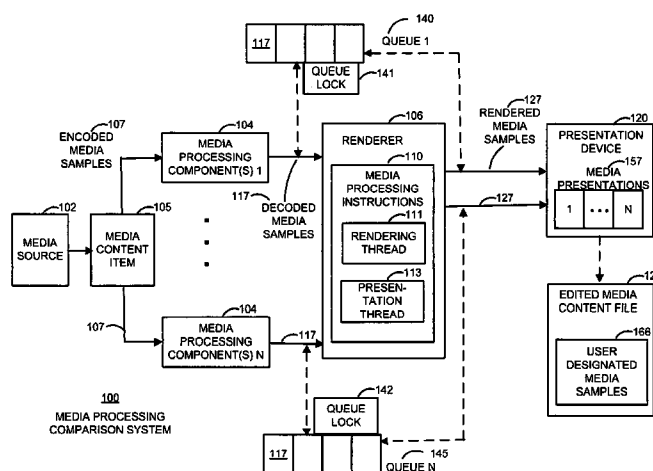 117
140
QUEUE 1
QUEUE
LOCK
141
107
ENCODED
MEDIA
SAMPLES
104
MEDIA
PROCESSING
COMPONENT(S) 1
106
RENDERER
127
RENDERED
MEDIA
SAMPLES
120
PRESENTATION
DEVICE
157
MEDIA
PRESENTATIONS
1 ••• N
102
MEDIA
SOURCE
105
MEDIA
CONTENT
ITEM
117
DECODED
MEDIA
SAMPLES
110
MEDIA
PROCESSING
INSTRUCTIONS
111
RENDERING
THREAD
113
PRESEN-
TATION
THREAD
127
EDITED MEDIA
CONTENT FILE
166
USER
DESIGNATED
MEDIA
SAMPLES
107
104
MEDIA
PROCESSING
COMPONENT(S) N
117
100
MEDIA PROCESSING
COMPARISON SYSTEM
142
QUEUE
LOCK
117
145
QUEUE N